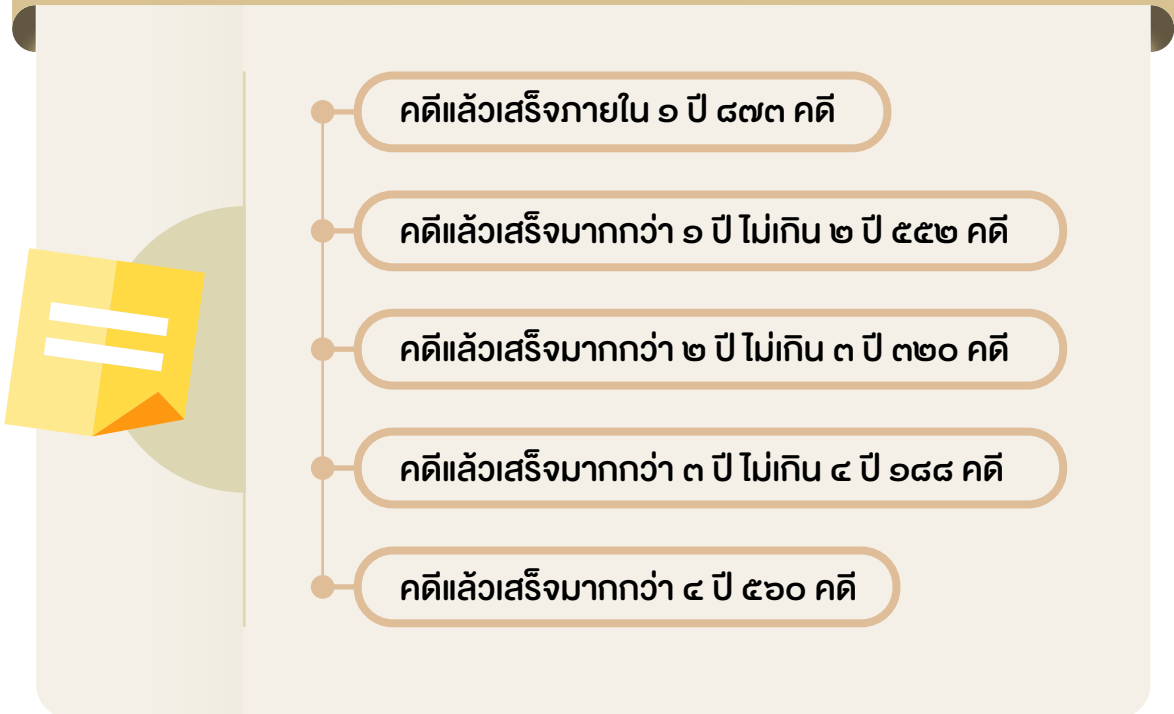 คดีแล้วเสร็จภายใน ๑ ปี ๘๗๓ คดี
คดีแล้วเสร็จมากกว่า ๑ ปี ไม่เกิน ๒ ปี ๕๕๒ คดี
คดีแล้วเสร็จมากกว่า ๒ ปี ไม่เกิน ๓ ปี ๓๒๐ คดี
คดีแล้วเสร็จมากกว่า ๓ ปี ไม่เกิน ๔ ปี ๑๘๘ คดี
คดีแล้วเสร็จมากกว่า ๔ ปี ๕๖๐ คดี